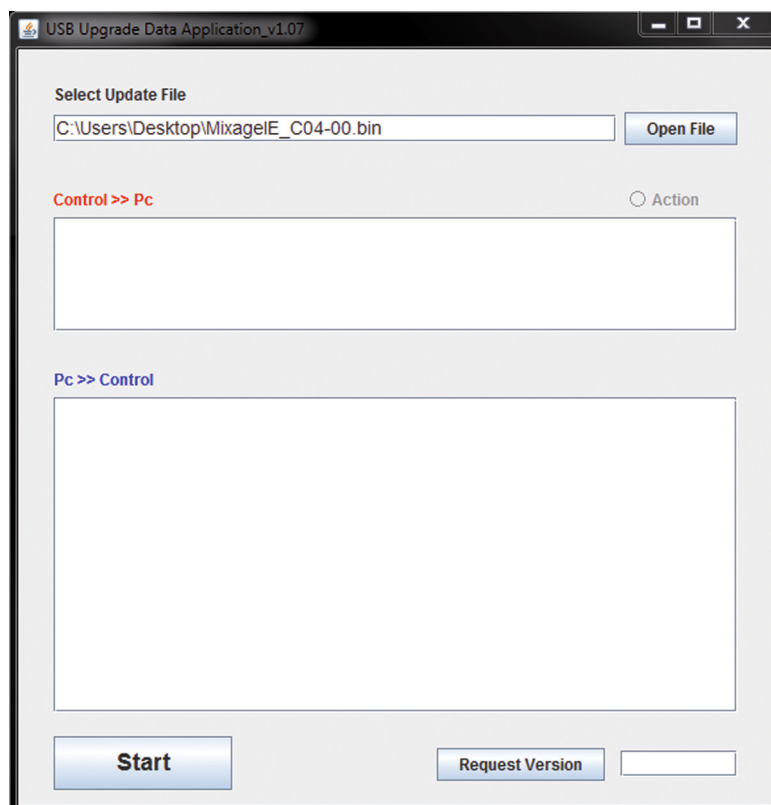 USB Upgrade Data Application_v1.07
Select Update File
C:\Users\Desktop\MixagelE_C04-00.bin
Open File
Control >> Pc
Action
Pc >> Control
Start
Request Version